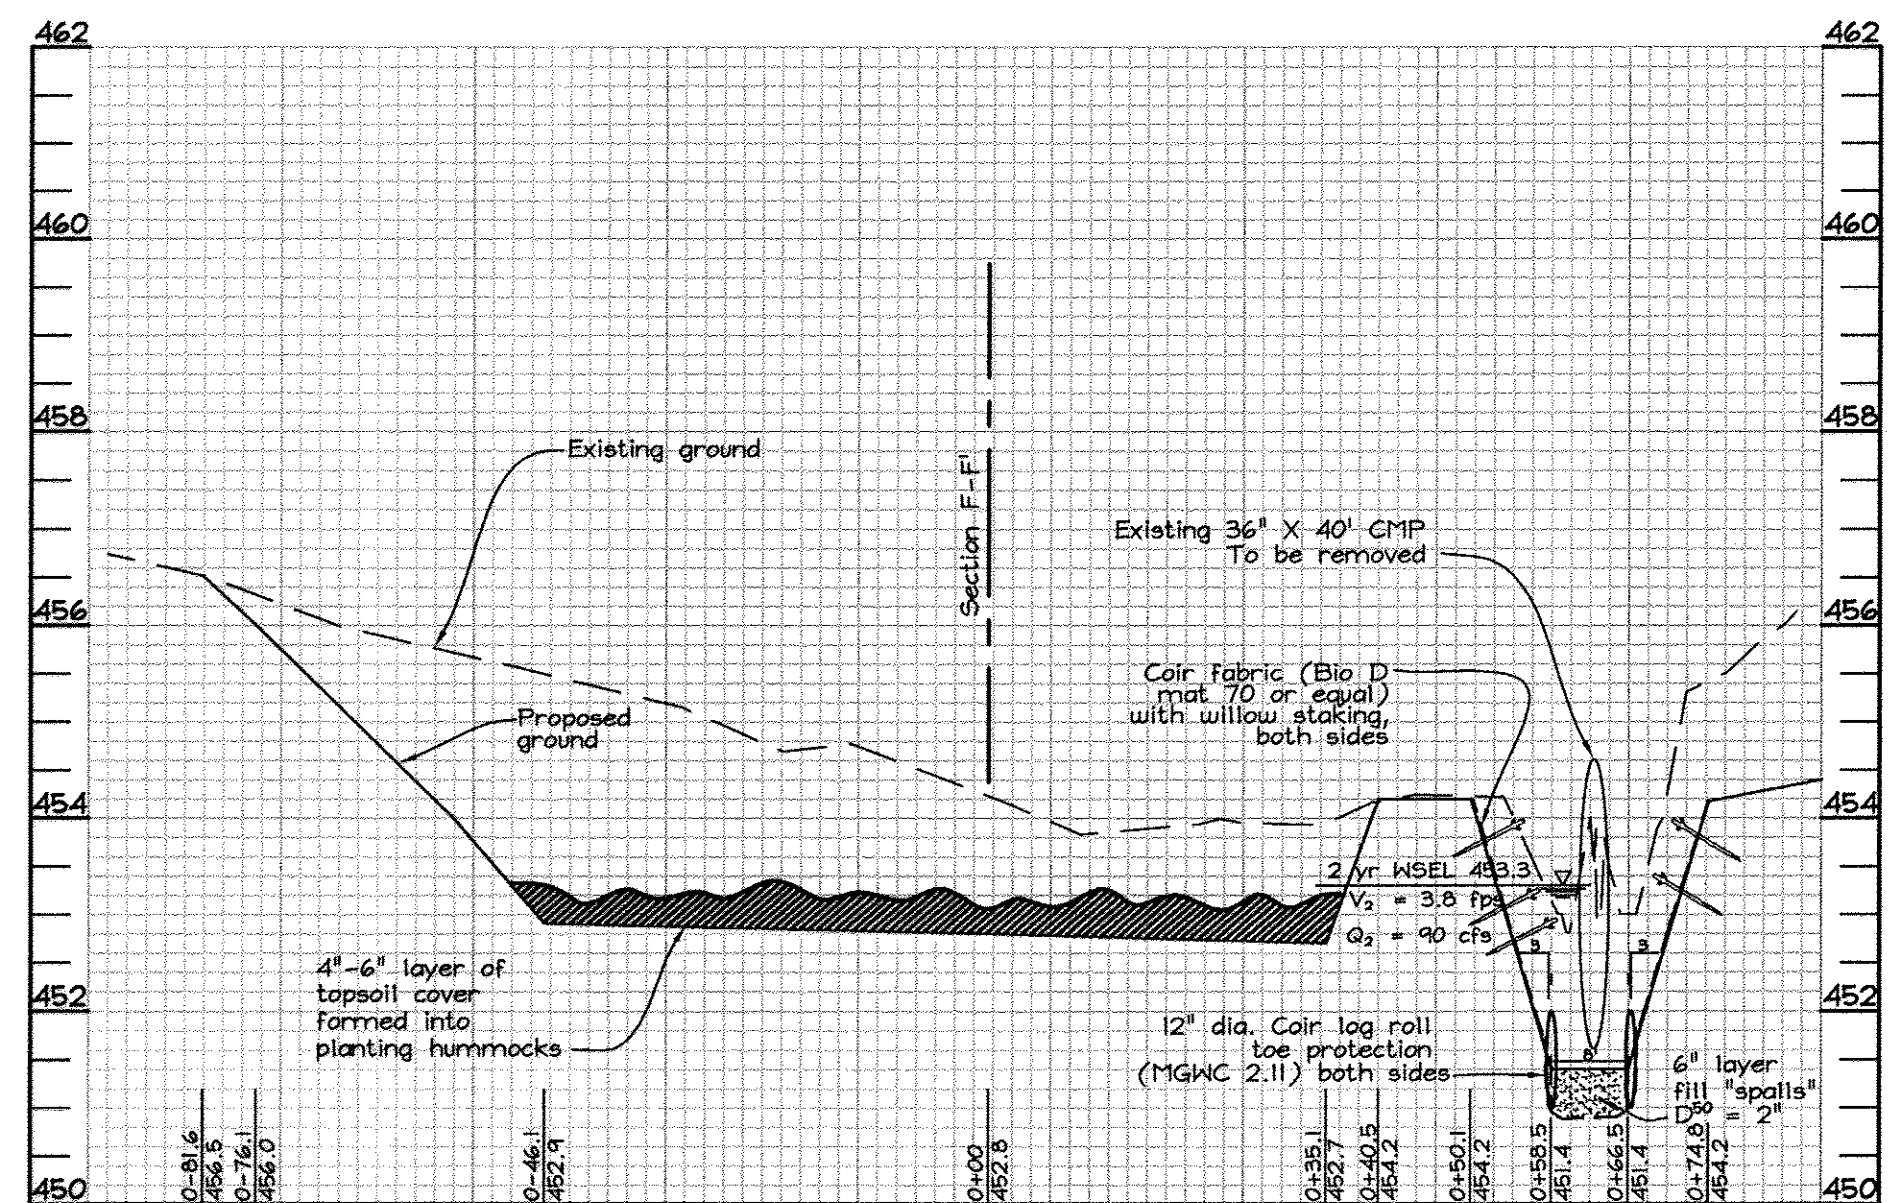 462
462
460
460
458
458
Existing ground
Section F-F'
Existing 36" X 40' CMP
To be removed
456
456
Coir fabric (Bio D
mat 70 or equal)
with willow staking,
both sides
Proposed
ground
454
454
2 yr WSEL 453.3
V₂ = 3.8 fps
Q₂ = 90 cfs
3
3
4"-6" layer of
topsoil cover
formed into
planting hummocks
452
452
12" dia. Coir log roll
toe protection
(MGWC 2.11) both sides
8'
6" layer
fill "spalls"
D⁵⁰ = 2"
450
450
0-81.6
456.5
0-76.1
456.0
0-46.1
452.9
0+00
452.8
0+35.1
452.7
0+40.5
454.2
0+50.1
454.2
0+58.5
451.4
0+66.5
451.4
0+74.8
454.2